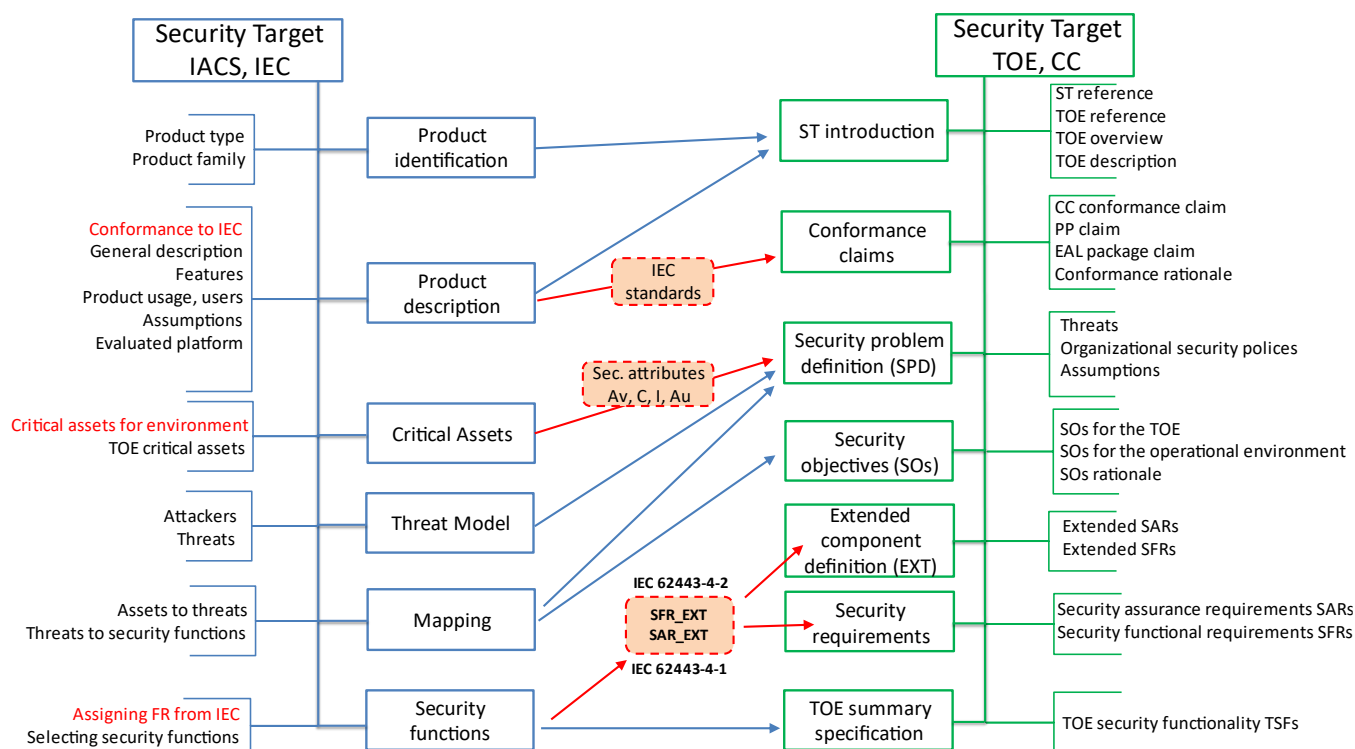 Security Target
IACS, IEC
Security Target
TOE, CC
Product type
Product family
Product
identification
ST introduction
ST reference
TOE reference
TOE overview
TOE description
Conformance to IEC
General description
Features
Product usage, users
Assumptions
Evaluated platform
Product
description
IEC
standards
Conformance
claims
CC conformance claim
PP claim
EAL package claim
Conformance rationale
Critical assets for environment
TOE critical assets
Critical Assets
Sec. attributes
Av, C, I, Au
Security problem
definition (SPD)
Threats
Organizational security polices
Assumptions
Security
objectives (SOs)
SOs for the TOE
SOs for the operational environment
SOs rationale
Attackers
Threats
Threat Model
Extended
component
definition (EXT)
Extended SARs
Extended SFRs
Assets to threats
Threats to security functions
Mapping
IEC 62443-4-2
SFR_EXT
SAR_EXT
IEC 62443-4-1
Security
requirements
Security assurance requirements SARs
Security functional requirements SFRs
Assigning FR from IEC
Selecting security functions
Security
functions
TOE summary
specification
TOE security functionality TSFs